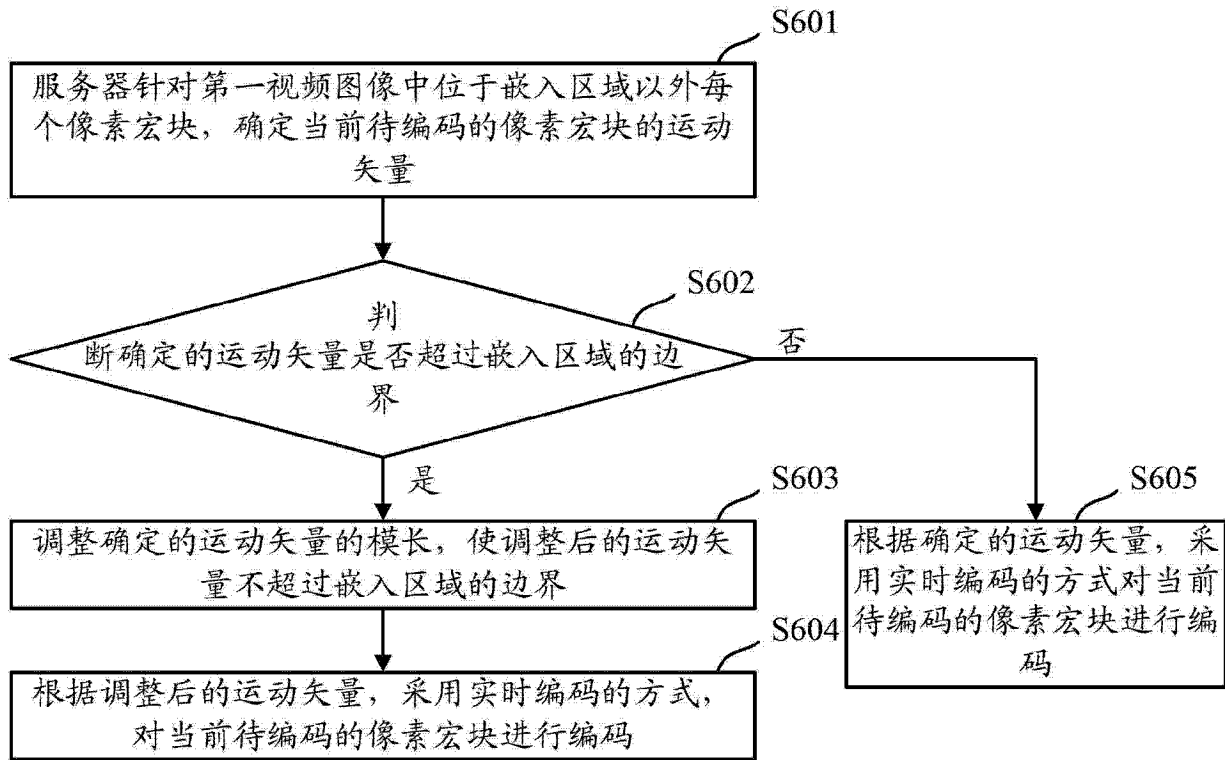 S601
服务器针对第一视频图像中位于嵌入区域以外每
个像素宏块，确定当前待编码的像素宏块的运动
矢量
S602
判
断确定的运动矢量是否超过嵌入区域的边
界
否
是
S603
调整确定的运动矢量的模长，使调整后的运动矢
量不超过嵌入区域的边界
S605
根据确定的运动矢量，采
用实时编码的方式对当前
待编码的像素宏块进行编
码
S604
根据调整后的运动矢量，采用实时编码的方式，
对当前待编码的像素宏块进行编码